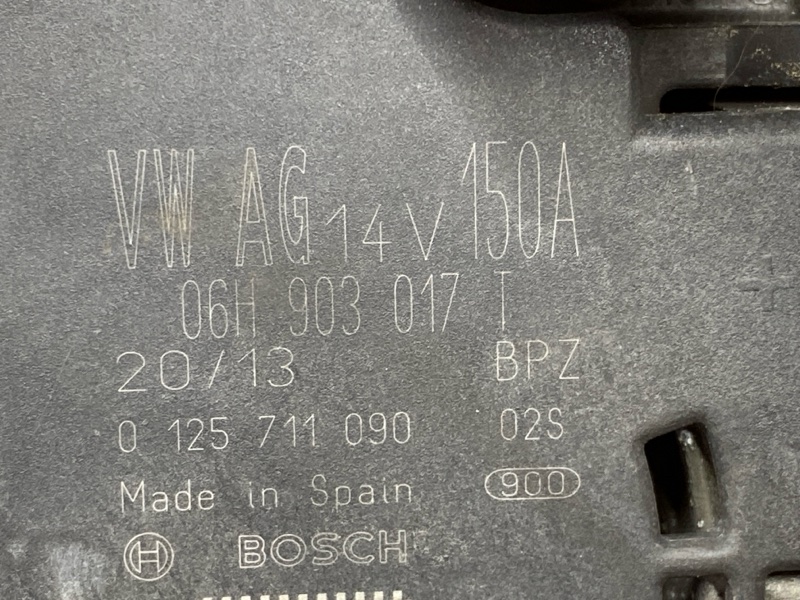 VW AG 14V 150A
06H 903 017 T
20/13 BPZ
0 125 711 090 02S
Made in Spain 900
H BOSCH